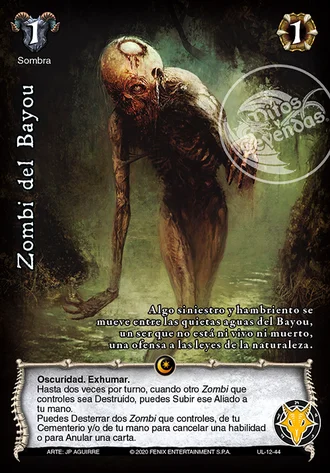 1
1
Sombra
Mitos y Leyendas
Zombi del Bayou
Algo siniestro y hambriento se
mueve entre las quietas aguas del Bayou,
un ser que no está ni vivo ni muerto,
una ofensa a las leyes de la naturaleza.
Oscuridad. Exhumar.
Hasta dos veces por turno, cuando otro Zombi que
controles sea Destruido, puedes Subir ese Aliado a
tu mano.
Puedes Desterrar dos Zombi que controles, de tu
Cementerio y/o de tu mano para cancelar una habilidad
o para Anular una carta.
ARTE: JP AGUIRRE
© 2020 FENIX ENTERTAINMENT S.P.A.
UL-12-44